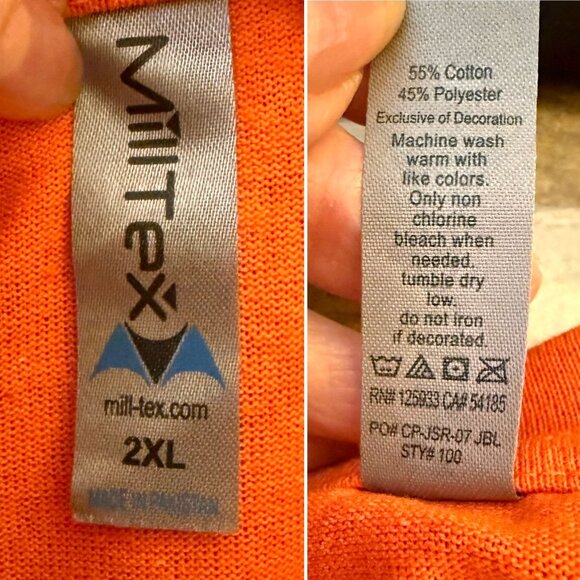 MillTex
mill-tex.com
2XL
MADE IN PAKISTAN
55% Cotton
45% Polyester
Exclusive of Decoration
Machine wash
warm with
like colors.
Only non
chlorine
bleach when
needed.
tumble dry
low.
do not iron
if decorated.
RN# 125933 CA# 54185
PO# CP-JSR-07 JBL
STY# 100